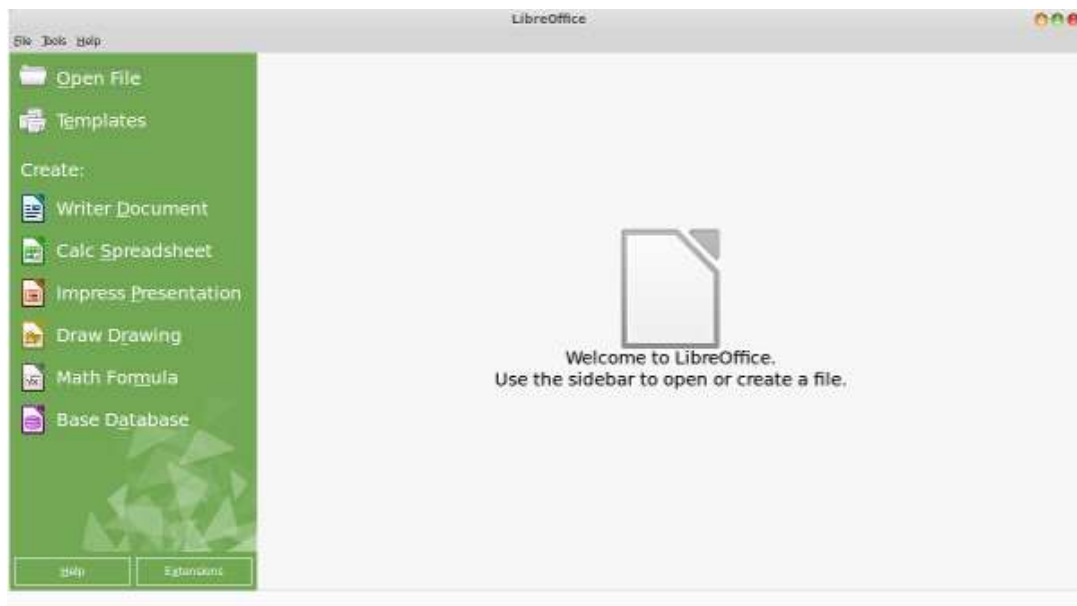 LibreOffice
File Tools Help
Open File
Templates
Create:
Writer Document
Calc Spreadsheet
Impress Presentation
Draw Drawing
Math Formula
Base Database
Welcome to LibreOffice.
Use the sidebar to open or create a file.
Help Extensions